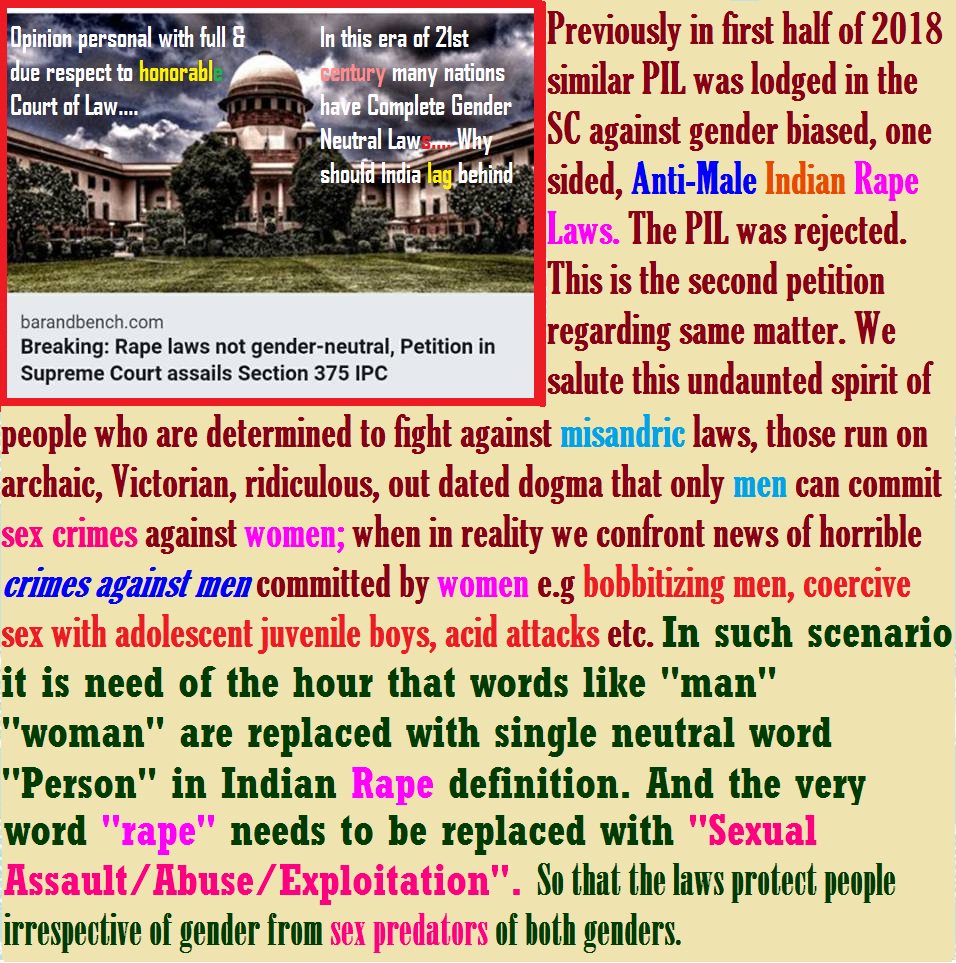 Opinion personal with full &
due respect to honorable
Court of Law....
In this era of 21st
century many nations
have Complete Gender
Neutral Laws.... Why
should India lag behind
barandbench.com
Breaking: Rape laws not gender-neutral, Petition in
Supreme Court assails Section 375 IPC
Previously in first half of 2018
similar PIL was lodged in the
SC against gender biased, one
sided, Anti-Male Indian Rape
Laws. The PIL was rejected.
This is the second petition
regarding same matter. We
salute this undaunted spirit of
people who are determined to fight against misandric laws, those run on
archaic, Victorian, ridiculous, out dated dogma that only men can commit
sex crimes against women; when in reality we confront news of horrible
crimes against men committed by women e.g bobbitizing men, coercive
sex with adolescent juvenile boys, acid attacks etc. In such scenario
it is need of the hour that words like "man"
"woman" are replaced with single neutral word
"Person" in Indian Rape definition. And the very
word "rape" needs to be replaced with "Sexual
Assault/Abuse/Exploitation". So that the laws protect people
irrespective of gender from sex predators of both genders.